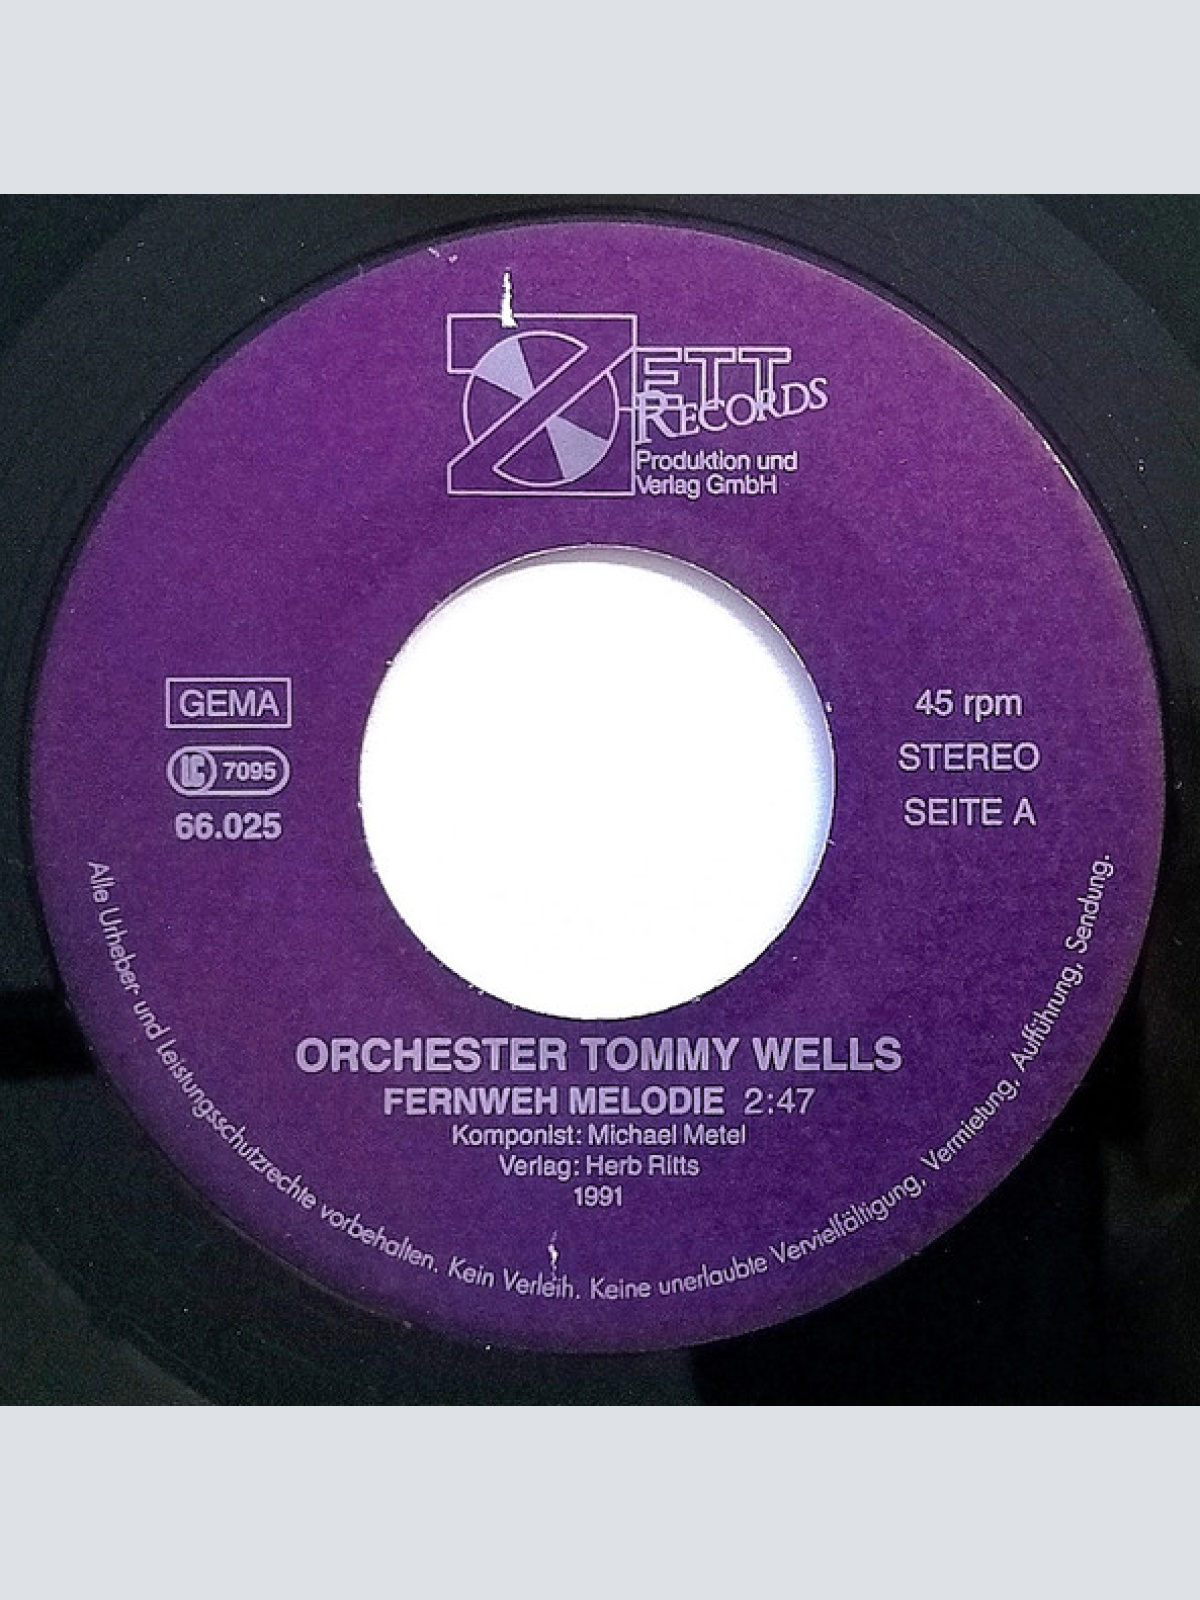 ZETT
RECORDS
Produktion und
Verlag GmbH
GEMA
LC 7095
66.025
45 rpm
STEREO
SEITE A
ORCHESTER TOMMY WELLS
FERNWEH MELODIE 2:47
Komponist: Michael Metel
Verlag: Herb Ritts
1991
Alle Urheber- und Leistungsschutzrechte vorbehalten. Kein Verleih. Keine unerlaubte Vervielfältigung, Vermietung, Aufführung, Sendung.